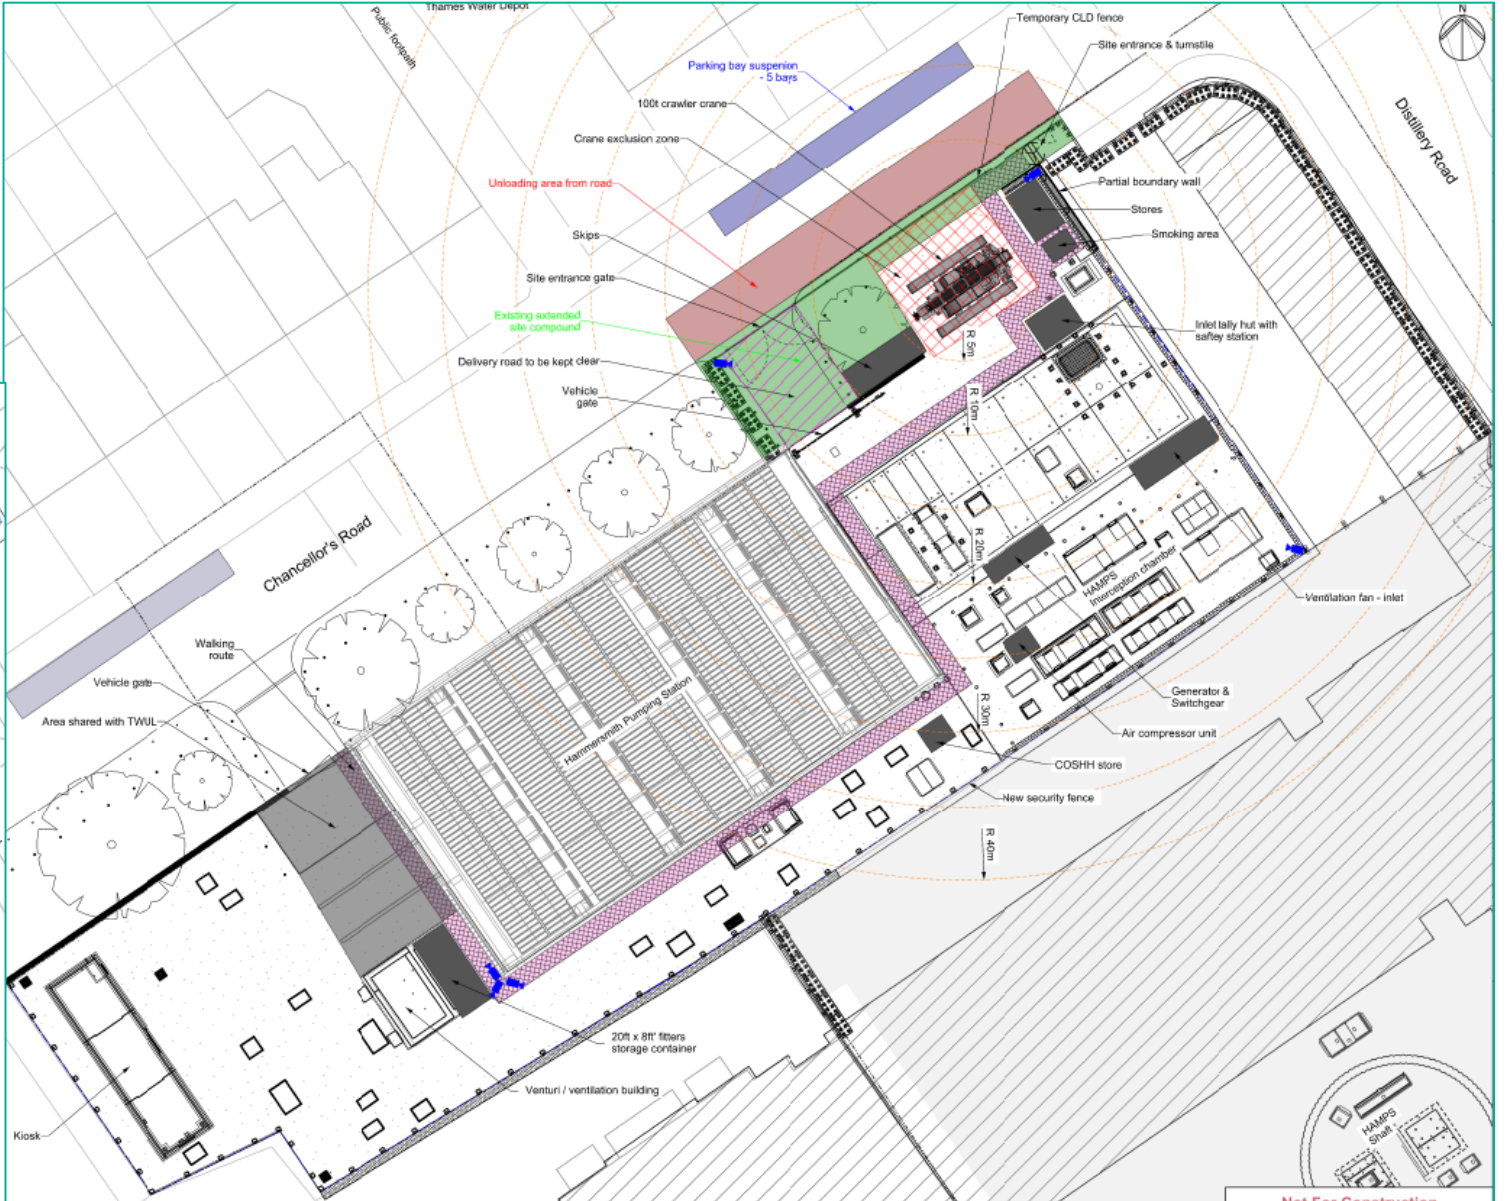 Thames Water Depot
Public footpath
Temporary CLD fence
N
Site entrance & turnstile
Parking bay suspenion
- 5 bays
100t crawler crane
Distillery Road
Crane exclusion zone
Unloading area from road
Partial boundary wall
Stores
Skips
Smoking area
Site entrance gate
Existing extended
site compound
Inlet tally hut with
saftey station
R 5m
Delivery road to be kept clear
Vehicle
gate
R 10m
Chancellor's Road
R 20m
HAMPS
Interception chamber
Ventilation fan - inlet
Walking
route
Vehicle gate
Hammersmith Pumping Station
Generator &
Switchgear
R 30m
Area shared with TWUL
Air compressor unit
COSHH store
New security fence
R 40m
20ft x 8ft' fitters
storage container
Venturi / ventilation building
Kiosk
HAMPS
Shaft
Not For Construction